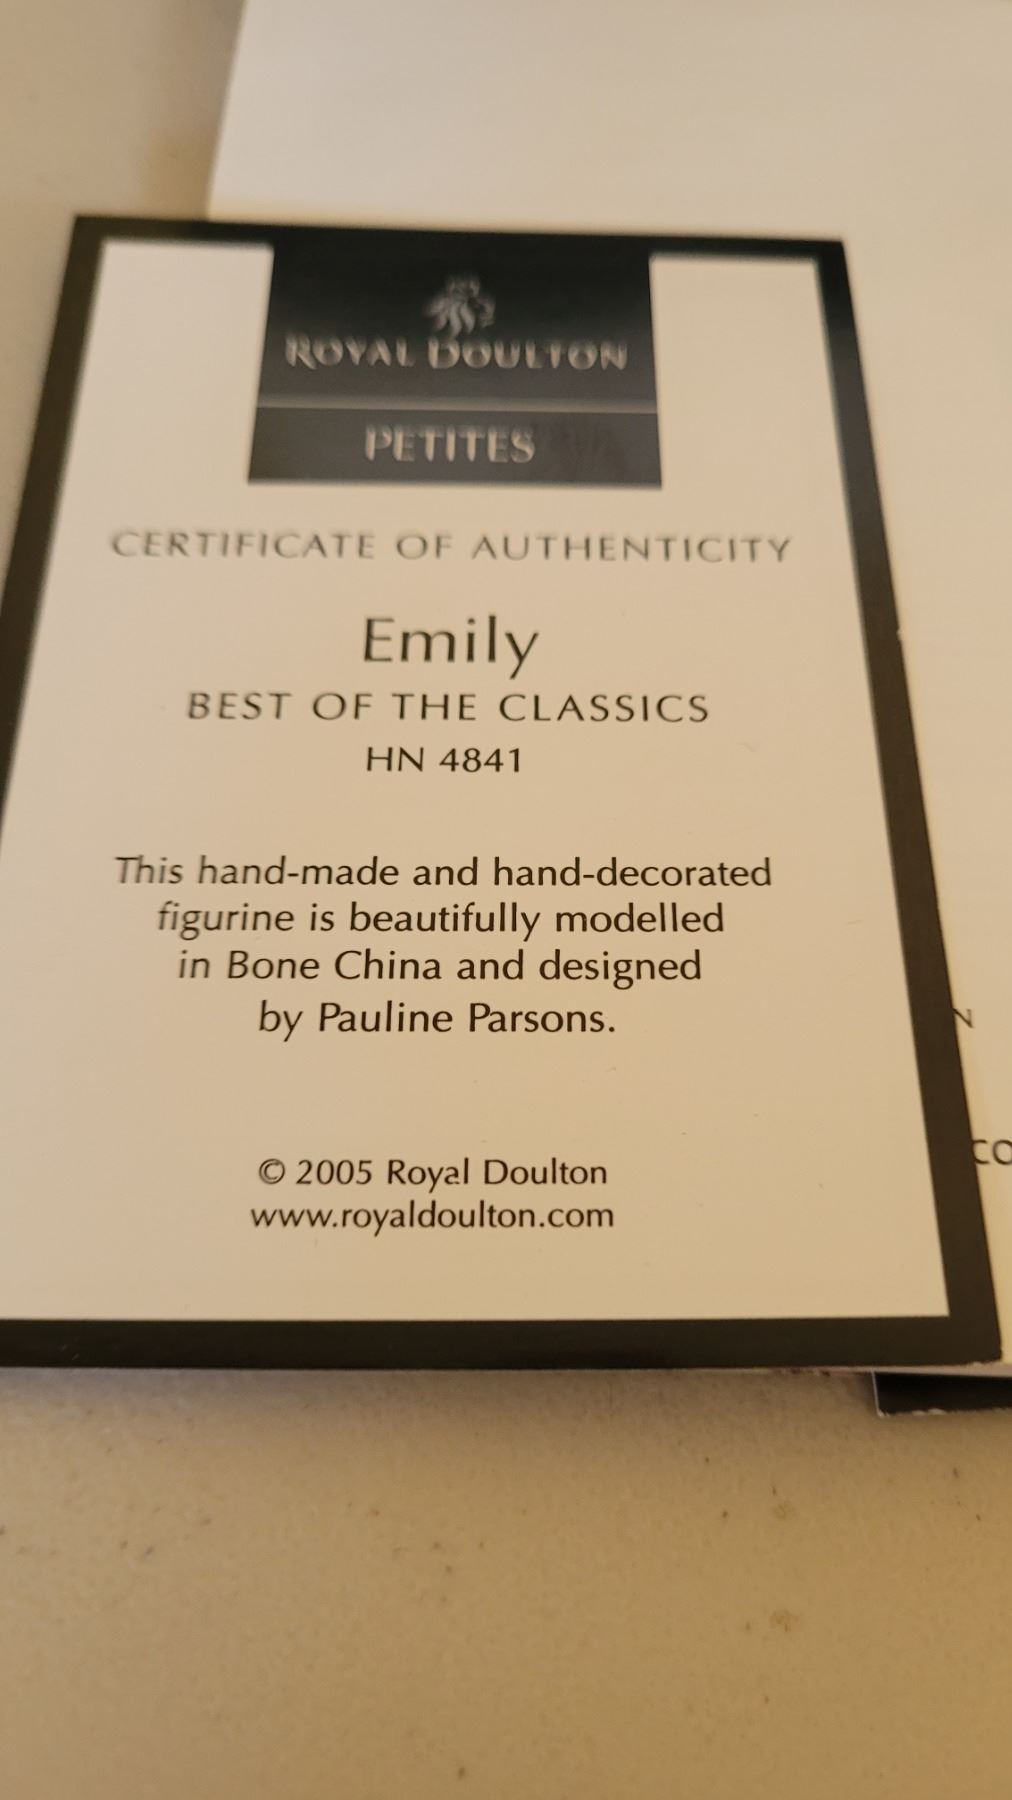 ROYAL DOULTON
PETITES
CERTIFICATE OF AUTHENTICITY
Emily
BEST OF THE CLASSICS
HN 4841
This hand-made and hand-decorated
figurine is beautifully modelled
in Bone China and designed
by Pauline Parsons.
© 2005 Royal Doulton
www.royaldoulton.com
N
CO